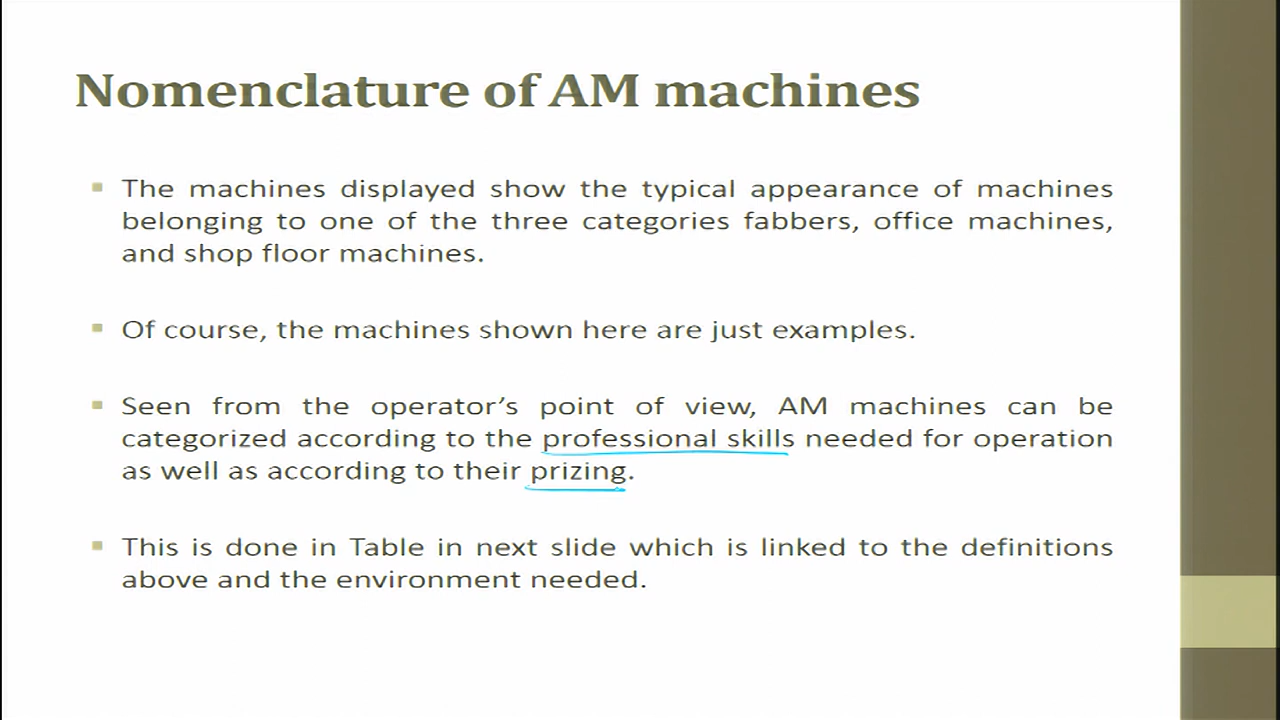 Nomenclature of AM machines
The machines displayed show the typical appearance of machines
belonging to one of the three categories fabbers, office machines,
and shop floor machines.
Of course, the machines shown here are just examples.
Seen from the operator’s point of view, AM machines can be
categorized according to the professional skills needed for operation
as well as according to their prizing.
This is done in Table in next slide which is linked to the definitions
above and the environment needed.